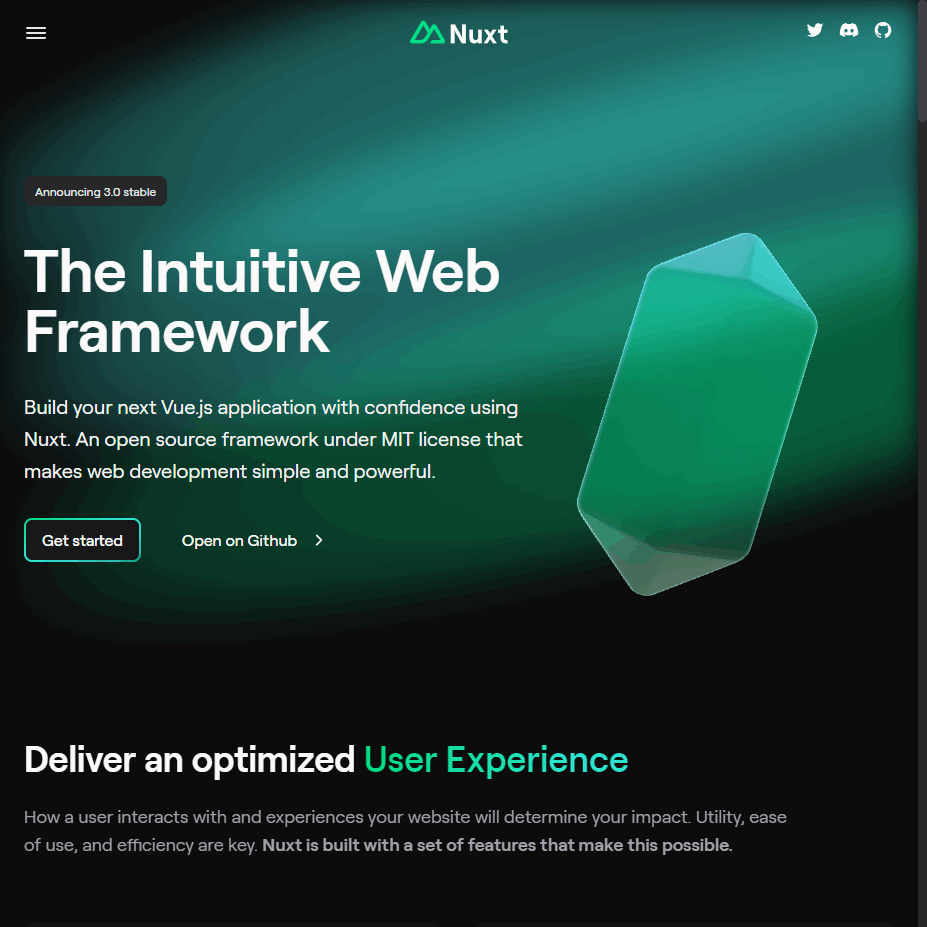 Nuxt
Announcing 3.0 stable
The Intuitive Web
Framework
Build your next Vue.js application with confidence using
Nuxt. An open source framework under MIT license that
makes web development simple and powerful.
Get started
Open on Github
Deliver an optimized User Experience
How a user interacts with and experiences your website will determine your impact. Utility, ease
of use, and efficiency are key. Nuxt is built with a set of features that make this possible.